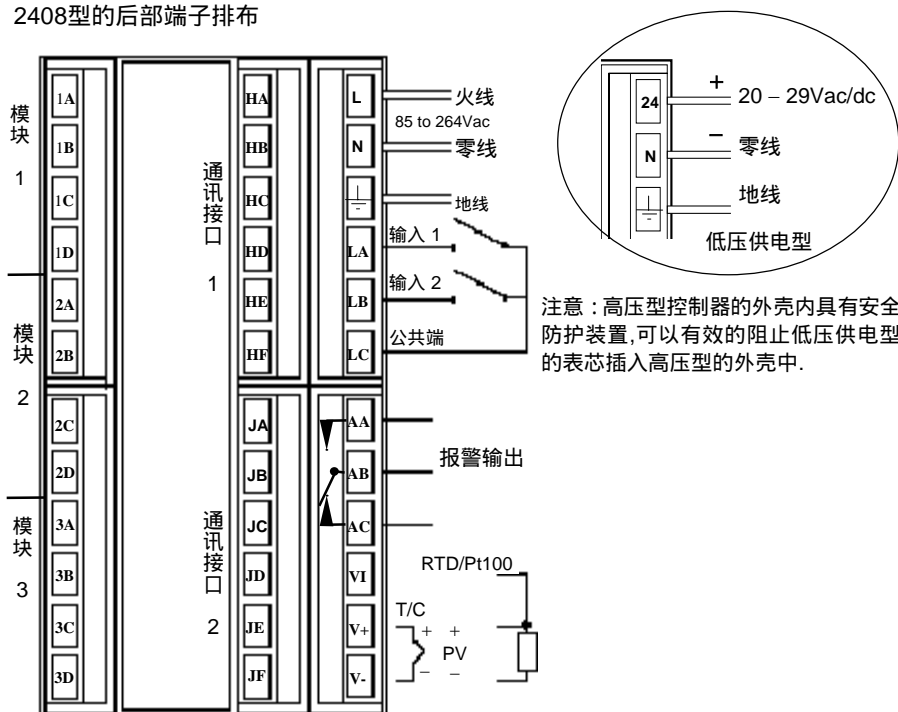 2408型的后部端子排布
模块
1
1A
1B
1C
1D
模块
2
2A
2B
2C
2D
模块
3
3A
3B
3C
3D
通讯接口
1
HA
HB
HC
HD
HE
HF
通讯接口
2
JA
JB
JC
JD
JE
JF
L
火线
85 to 264Vac
N
零线
地线
LA
输入 1
LB
输入 2
LC
公共端
AA
AB
报警输出
AC
VI
RTD/Pt100
V+
V-
T/C
+ +
PV
− −
24
+
20 – 29Vac/dc
N
−
零线
地线
低压供电型
注意：高压型控制器的外壳内具有安全
防护装置,可以有效的阻止低压供电型
的表芯插入高压型的外壳中.